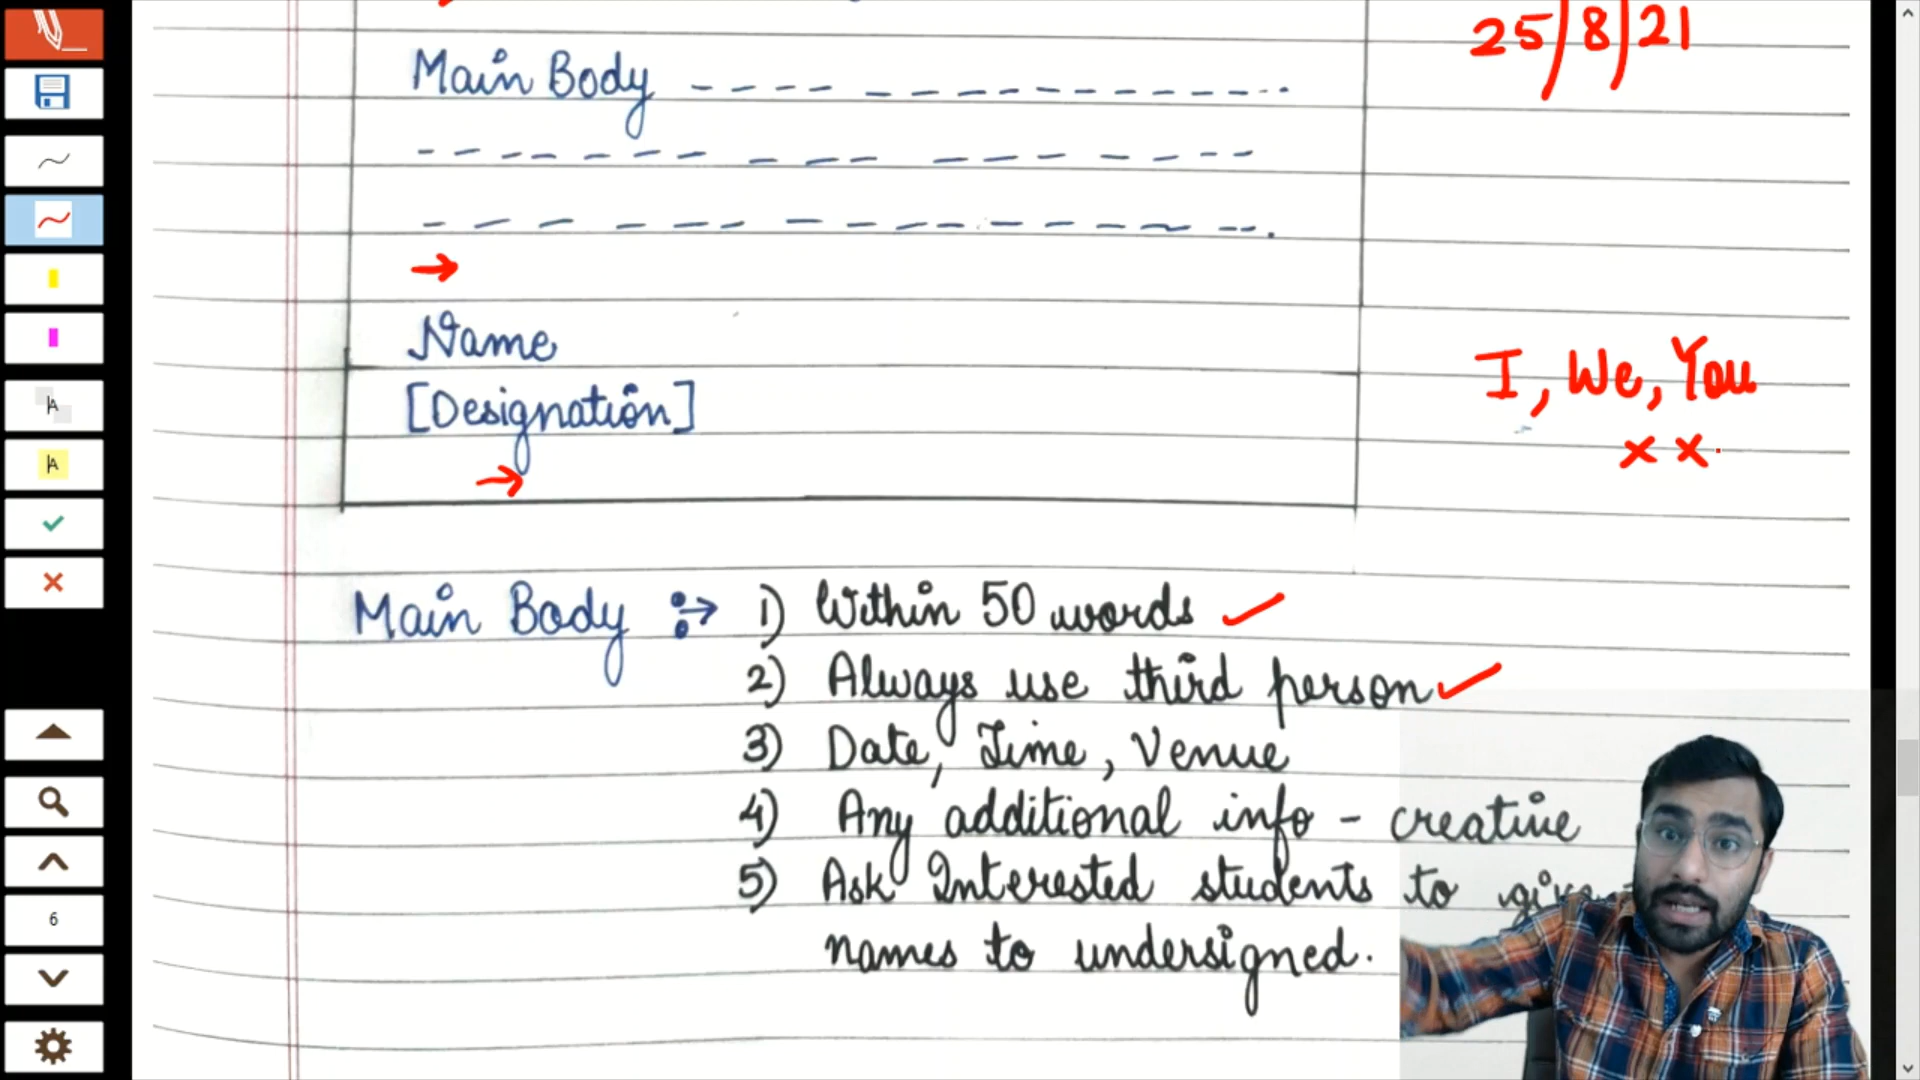 25/8/21
Main Body
Name
[Designation]
I, We, You
x x
Main Body :→ 1) Within 50 words ✓
2) Always use third person ✓
3) Date, Time, Venue
4) Any additional info - creative
5) Ask Interested students to
names to undersigned.
6